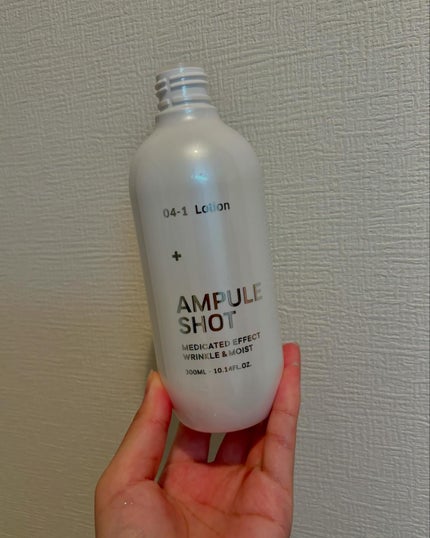 04-1 Lotion
+
AMPULE
SHOT
MEDICATED EFFECT
WRINKLE & MOIST
300ML - 10.14FL.OZ.